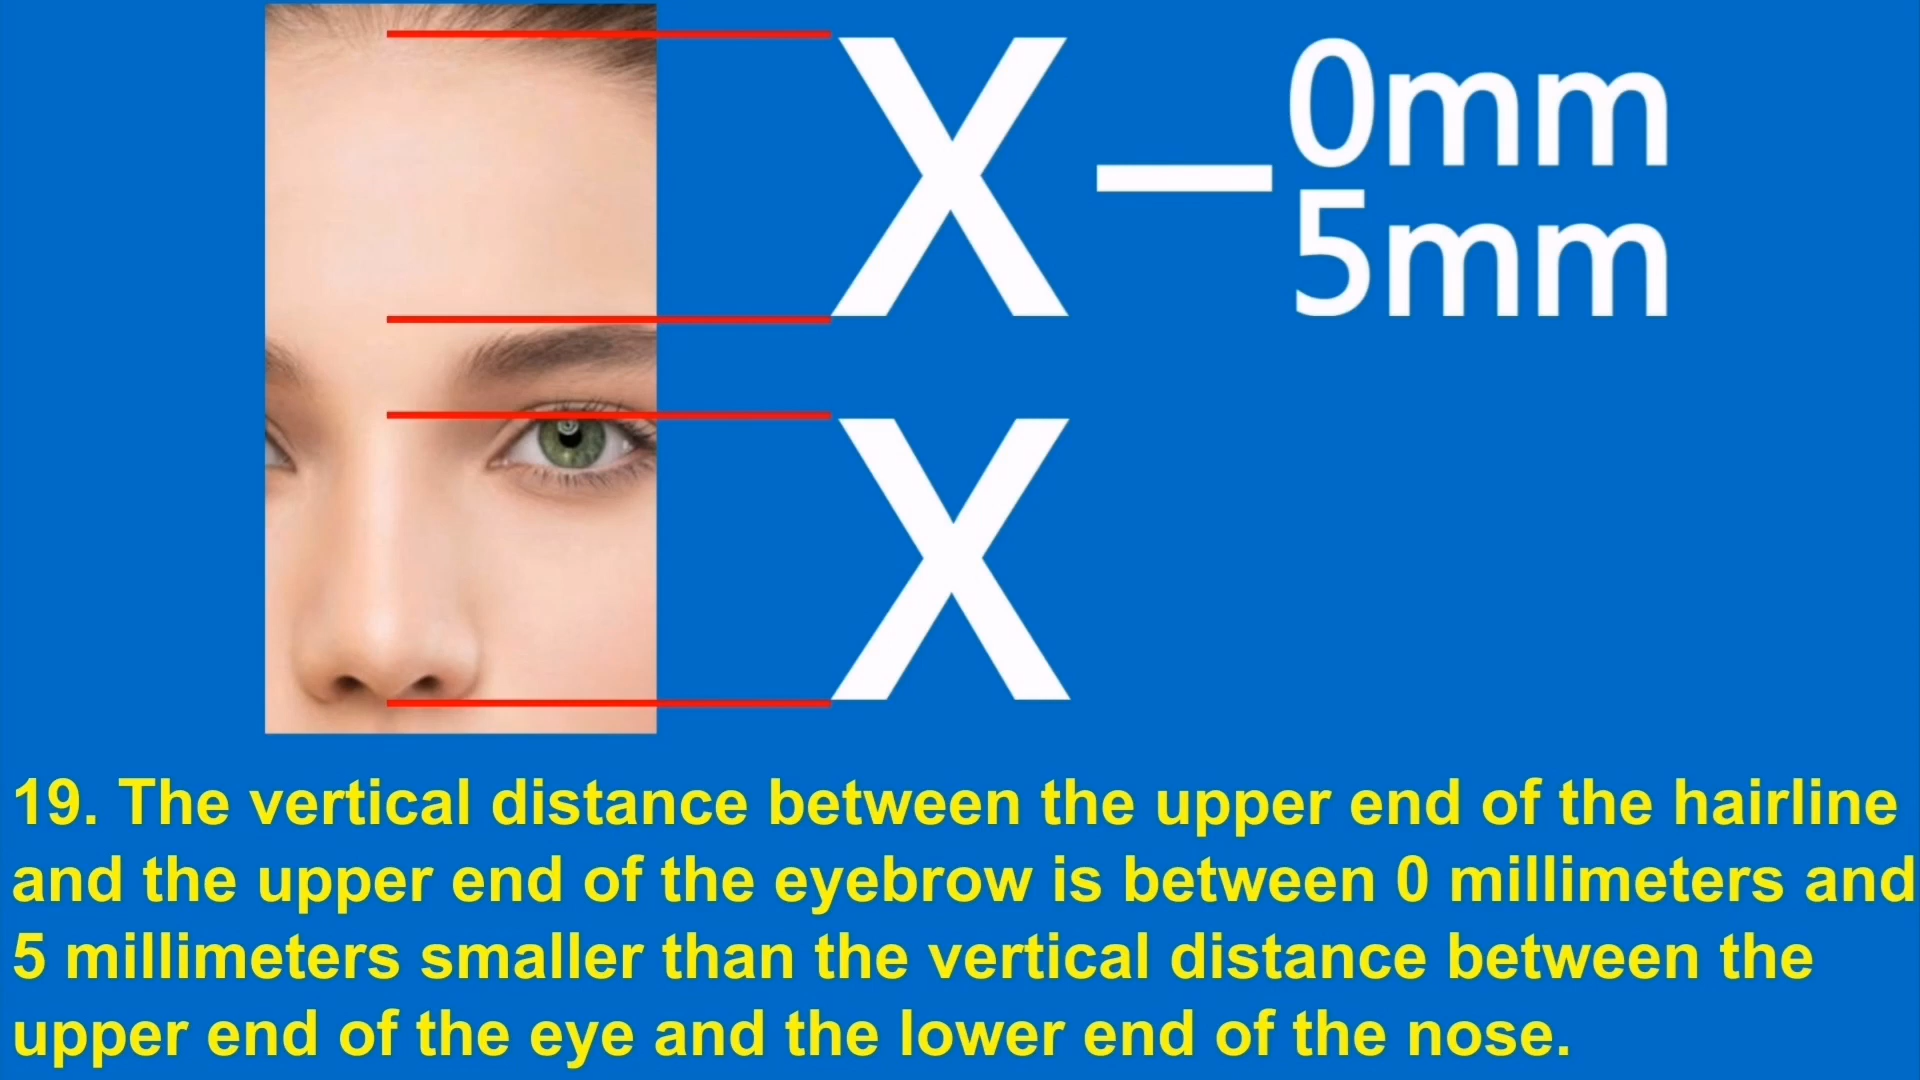 X — 0mm
5mm
X
19. The vertical distance between the upper end of the hairline
and the upper end of the eyebrow is between 0 millimeters and
5 millimeters smaller than the vertical distance between the
upper end of the eye and the lower end of the nose.